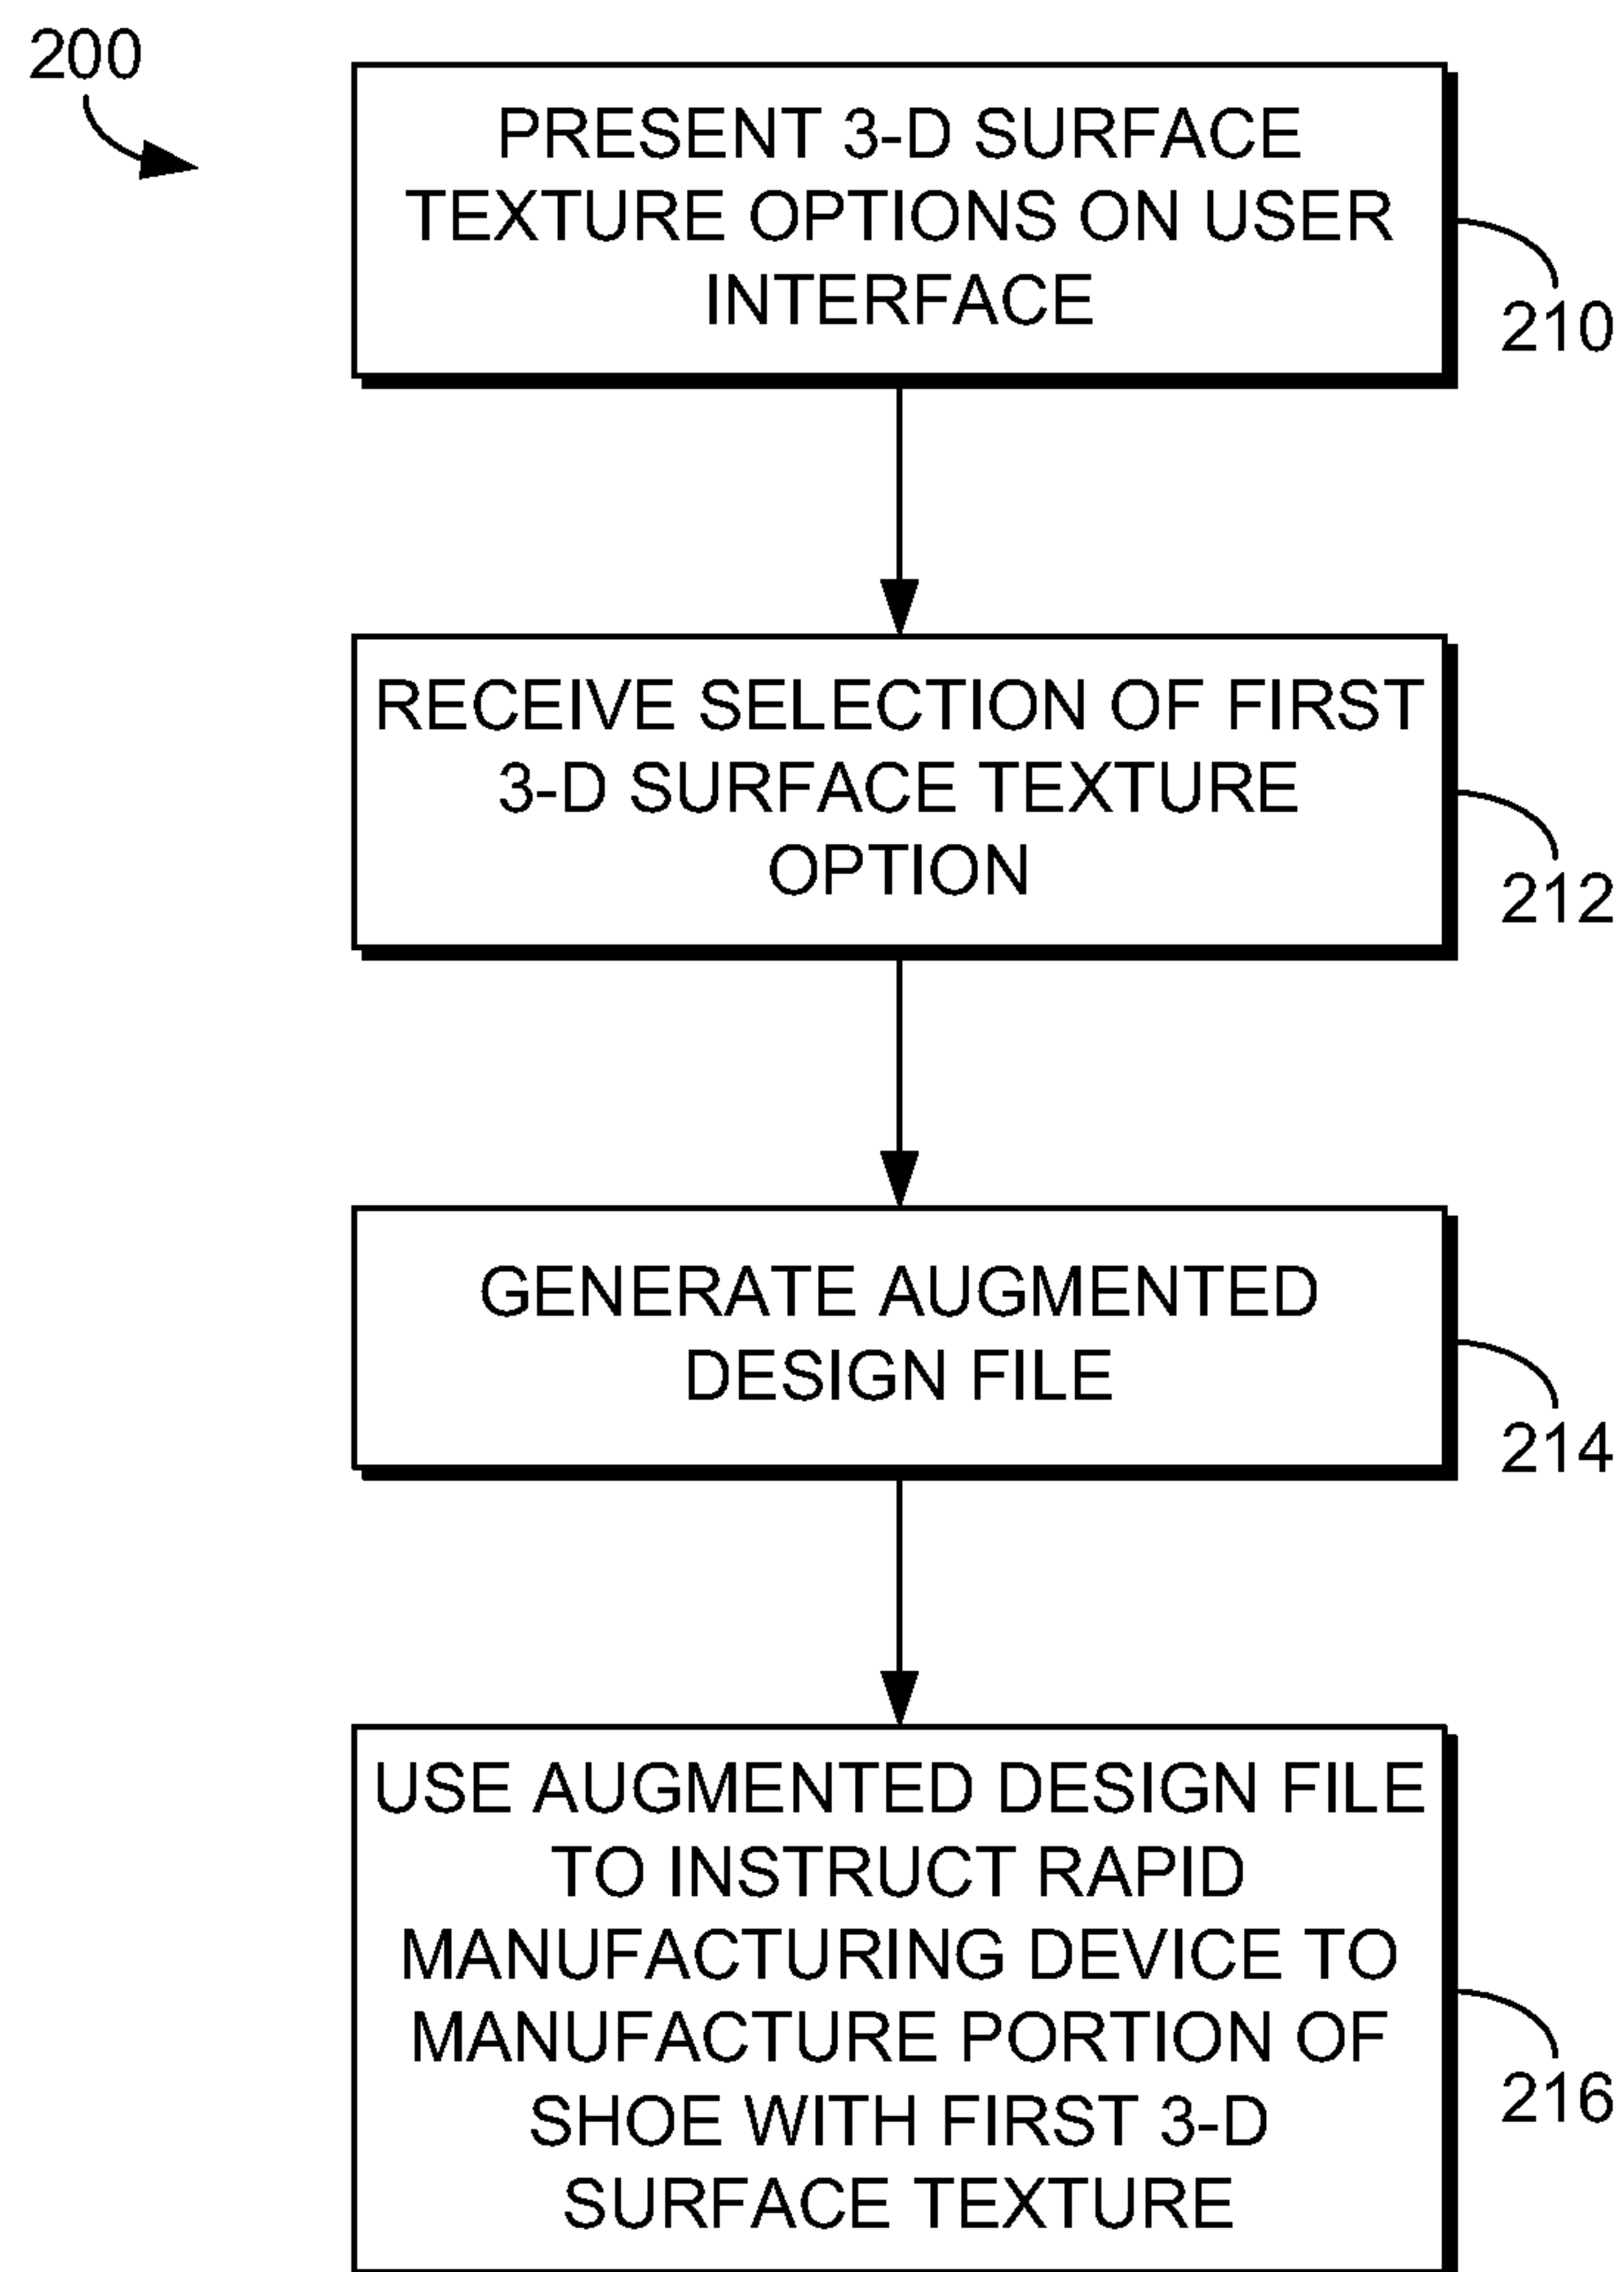 200
PRESENT 3-D SURFACE
TEXTURE OPTIONS ON USER
INTERFACE
210
RECEIVE SELECTION OF FIRST
3-D SURFACE TEXTURE
OPTION
212
GENERATE AUGMENTED
DESIGN FILE
214
USE AUGMENTED DESIGN FILE
TO INSTRUCT RAPID
MANUFACTURING DEVICE TO
MANUFACTURE PORTION OF
SHOE WITH FIRST 3-D
SURFACE TEXTURE
216